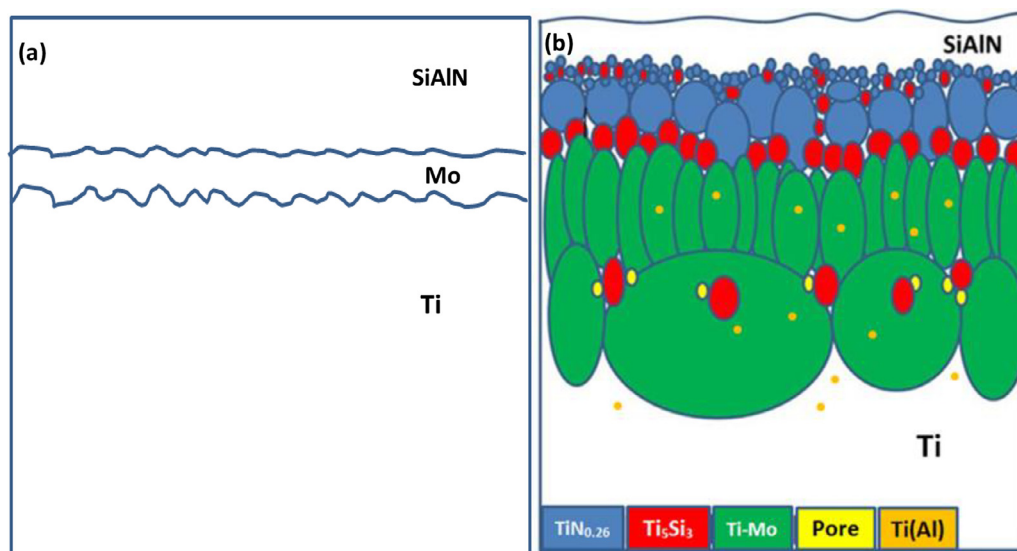 (a)
SiAlN
Mo
Ti
(b)
SiAlN
Ti
TiN₀.₂₆
Ti₅Si₃
Ti-Mo
Pore
Ti(Al)